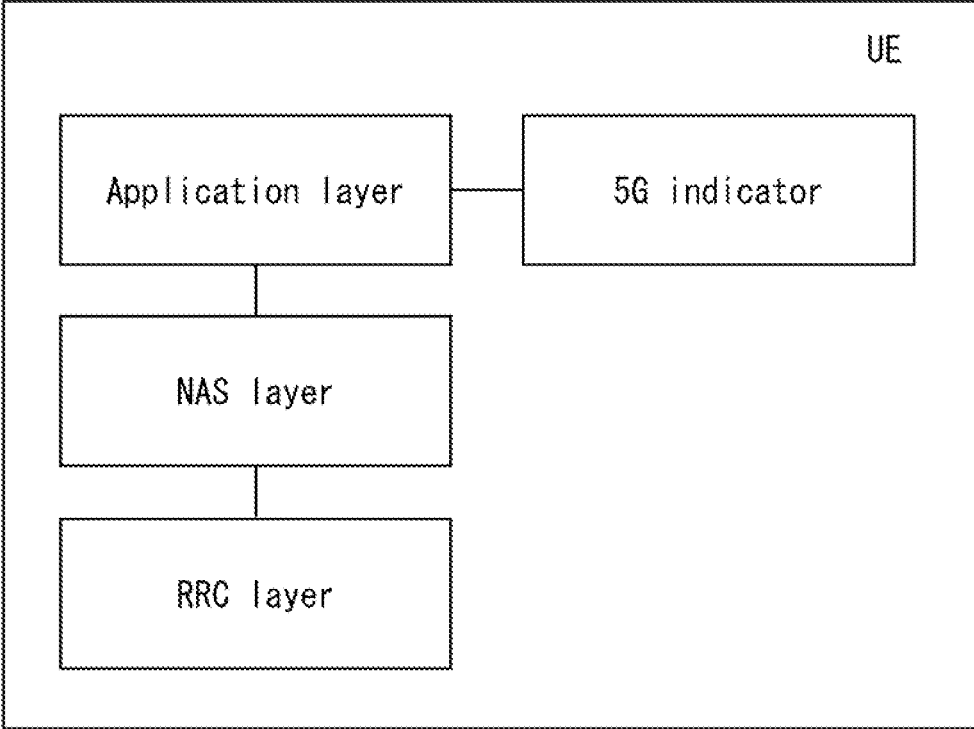 UE
Application layer
5G indicator
NAS layer
RRC layer